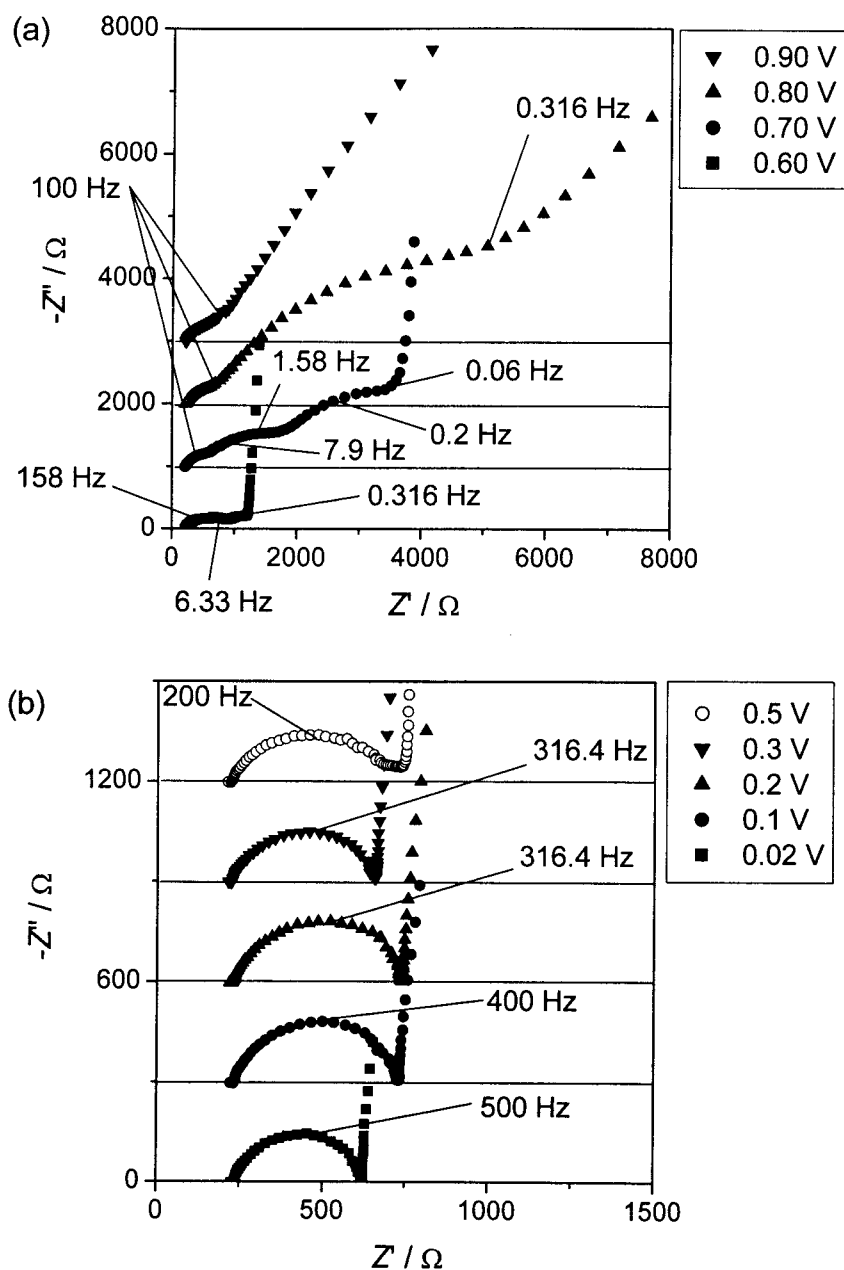 (a)
8000
6000
4000
2000
0
-Z'' / Ω
0 2000 4000 6000 8000
Z' / Ω
0.90 V
0.80 V
0.70 V
0.60 V
0.316 Hz
100 Hz
1.58 Hz
0.06 Hz
0.2 Hz
7.9 Hz
158 Hz
0.316 Hz
6.33 Hz
(b)
1200
600
0
-Z'' / Ω
0 500 1000 1500
Z' / Ω
0.5 V
0.3 V
0.2 V
0.1 V
0.02 V
200 Hz
316.4 Hz
316.4 Hz
400 Hz
500 Hz